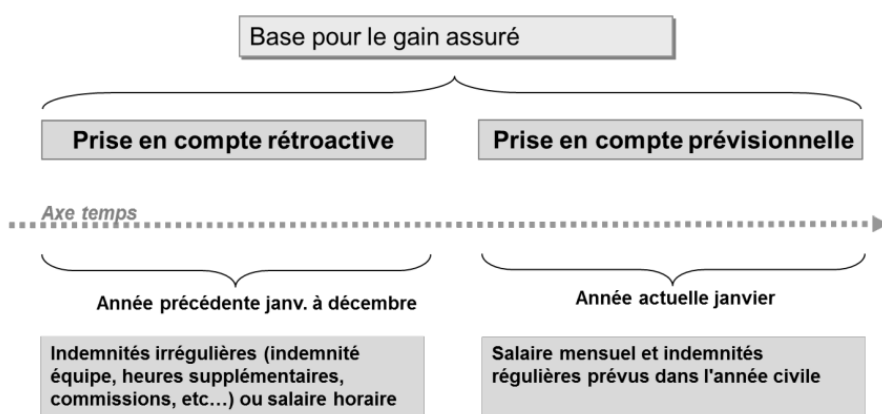 Base pour le gain assuré
Prise en compte rétroactive
Prise en compte prévisionnelle
Axe temps
Année précédente janv. à décembre
Année actuelle janvier
Indemnités irrégulières (indemnité
équipe, heures supplémentaires,
commissions, etc…) ou salaire horaire
Salaire mensuel et indemnités
régulières prévus dans l'année civile